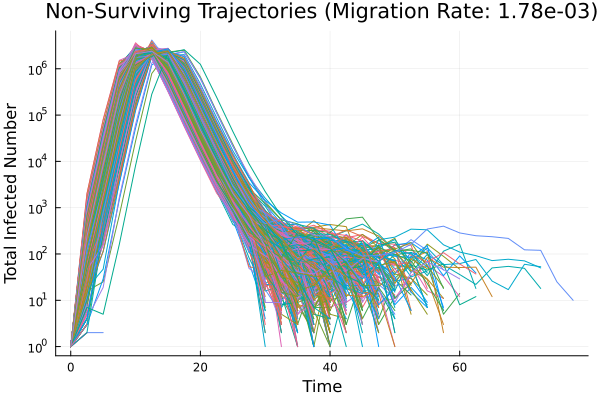 Non-Surviving Trajectories (Migration Rate: 1.78e-03)
Total Infected Number
10⁶
10⁵
10⁴
10³
10²
10¹
10⁰
0 20 40 60
Time